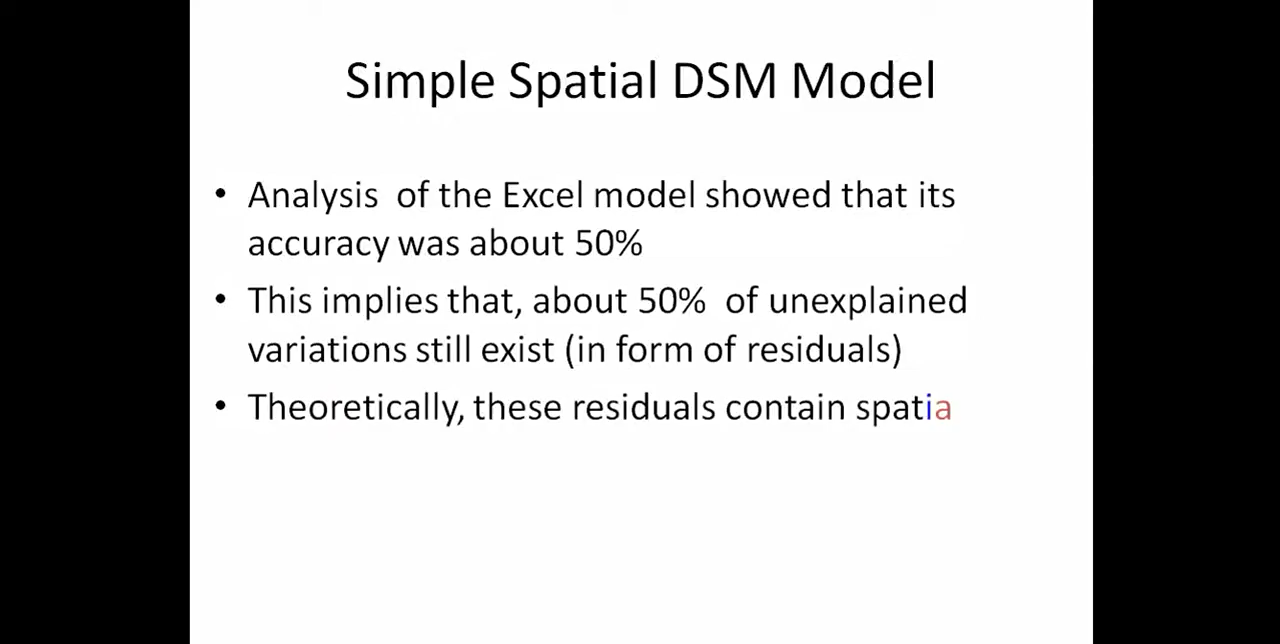 Simple Spatial DSM Model
• Analysis of the Excel model showed that its
accuracy was about 50%
• This implies that, about 50% of unexplained
variations still exist (in form of residuals)
• Theoretically, these residuals contain spatia